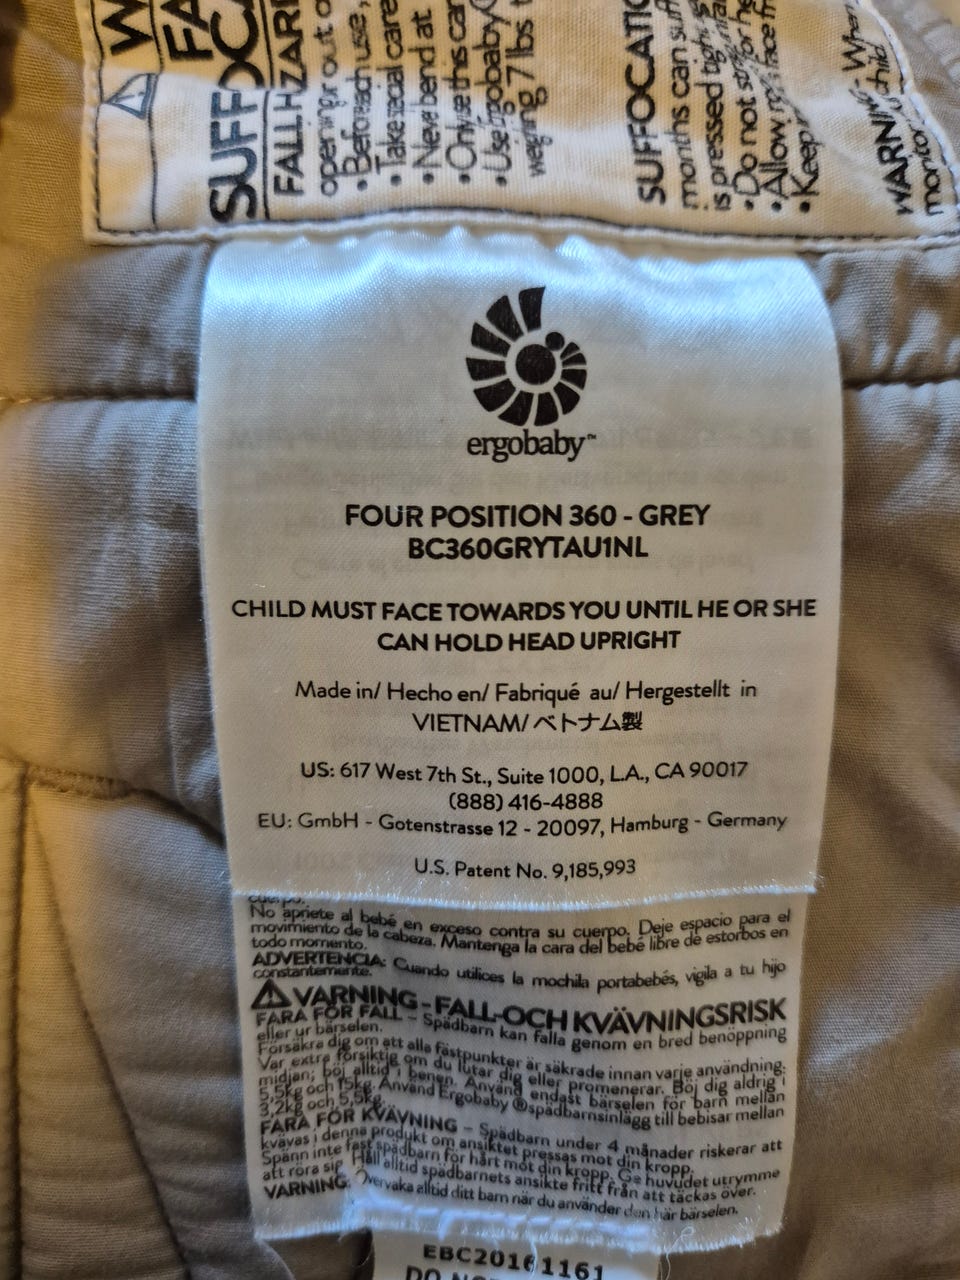 SUFFOC
FALL HZARD
opening or out o
• Before each use,
• Take special care
• Never bend at
• Only use this car
• Use Ergobaby
weighing 7 lbs t
SUFFOCATIO
months can suff
is pressed tight
• Do not
for he
• Allow
face
• Keep
WARNING: When
monitor
child
ergobaby™
FOUR POSITION 360 - GREY
BC360GRYTAU1NL
CHILD MUST FACE TOWARDS YOU UNTIL HE OR SHE
CAN HOLD HEAD UPRIGHT
Made in/ Hecho en/ Fabriqué au/ Hergestellt in
VIETNAM/ベトナム製
US: 617 West 7th St., Suite 1000, L.A., CA 90017
(888) 416-4888
EU: GmbH - Gotenstrasse 12 - 20097, Hamburg - Germany
U.S. Patent No. 9,185,993
cuerpo.
No apriete al bebé en exceso contra su cuerpo. Deje espacio para el
movimiento de la cabeza. Mantenga la cara del bebé libre de estorbos en
todo momento.
ADVERTENCIA: Cuando utilices la mochila portabebés, vigila a tu hijo
constantemente.
⚠VARNING-FALL-OCH KVÄVNINGSRISK
FARA FÖR FALL – Spädbarn kan falla genom en bred benöppning
eller ur bärselen.
Försäkra dig om att alla fästpunkter är säkrade innan varje användning.
Var extra försiktig om du lutar dig eller promenerar. Böj dig aldrig i
midjan; böj alltid i benen. Använd endast bärselen för barn mellan
5,5kg och 15kg. Använd Ergobaby ®spädbarnsinlägg till bebisar mellan
3,2kg och 5,5kg.
FARA FÖR KVÄVNING – Spädbarn under 4 månader riskerar att
kvävas i denna produkt om ansiktet pressas mot din kropp.
Spänn inte fast spädbarn för hårt mot din kropp. Ge huvudet utrymme
att röra sig. Håll alltid spädbarnets ansikte fritt från att täckas över.
VARNING: Övervaka alltid ditt barn när du använder den här bärselen.
EBC20161161